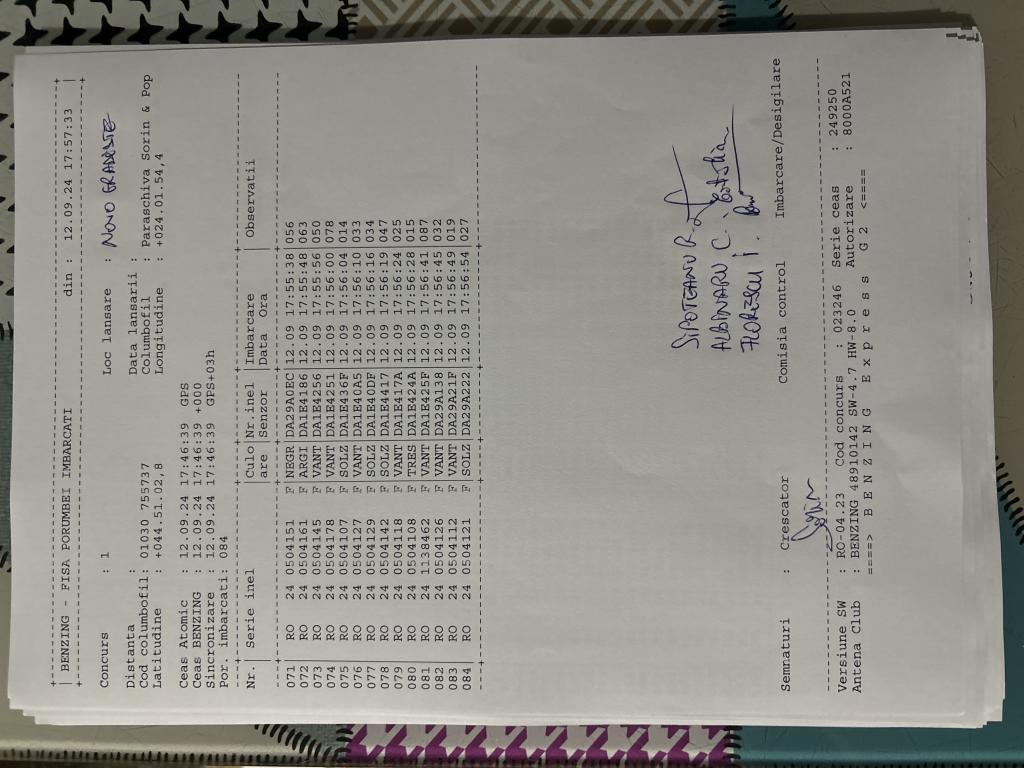 BENZING - FISA PORUMBEI IMBARCATI din : 12.09.24 17:57:33
Concurs : 1 Loc lansare : NOVO GRADISTE
Distanta : Data lansarii :
Cod columbofil: 01030 755737 Columbofil : Paraschiva Sorin & Pop
Latitudine : +044.51.02,8 Longitudine : +024.01.54,4
Ceas Atomic : 12.09.24 17:46:39 GPS
Ceas BENZING : 12.09.24 17:46:39 +000
Sincronizare : 12.09.24 17:46:39 GPS+03h
Por. imbarcati: 084
Nr.| Serie inel |Culo|Nr.inel |Imbarcare | Observatii
are |Senzor |Data Ora |
071 RO 24 0504151 F NEGR DA29A0EC 12.09 17:55:38 056
072 RO 24 0504161 F ARGI DA1E4186 12.09 17:55:48 063
073 RO 24 0504145 F VANT DA1E4256 12.09 17:55:56 050
074 RO 24 0504178 F VANT DA1E4251 12.09 17:56:00 078
075 RO 24 0504107 F SOLZ DA1E436F 12.09 17:56:04 014
076 RO 24 0504127 F VANT DA1E40A5 12.09 17:56:10 033
077 RO 24 0504129 F SOLZ DA1E40DF 12.09 17:56:16 034
078 RO 24 0504142 F SOLZ DA1E4417 12.09 17:56:19 047
079 RO 24 0504118 F VANT DA1E417A 12.09 17:56:24 025
080 RO 24 0504108 F TRES DA1E424A 12.09 17:56:28 015
081 RO 24 1138462 F VANT DA1E425F 12.09 17:56:41 087
082 RO 24 0504126 F VANT DA29A138 12.09 17:56:45 032
083 RO 24 0504112 F VANT DA29A21F 12.09 17:56:49 019
084 RO 24 0504121 F SOLZ DA29A222 12.09 17:56:54 027
SIPOTEANU R.
ALBINARU C.
FLORESCU I.
Semnaturi : Crescator Comisia control Imbarcare/Desigilare
Sorin
Versiune SW : RO-04.23 Cod concurs : 023246 Serie ceas : 249250
Antena Club : BENZING 48910142 SW-4.7 HW-8.0 Autorizare : 8000A521
====> B E N Z I N G E x p r e s s G 2 <====